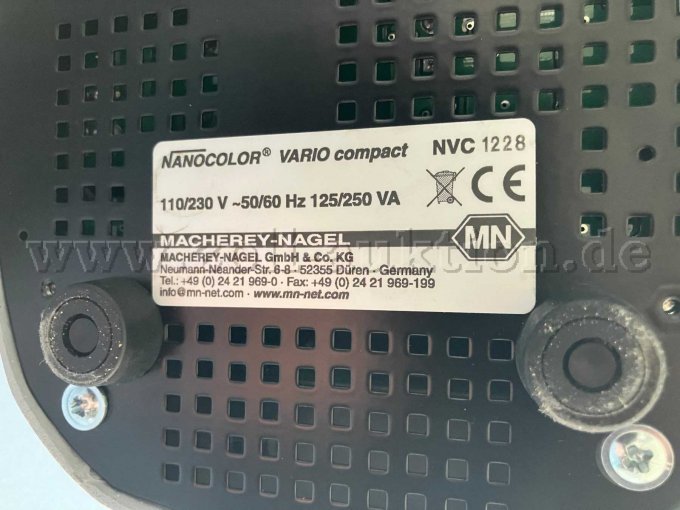 NANOCOLOR® VARIO compact NVC 1228
110/230 V ~50/60 Hz 125/250 VA
CE
MACHEREY-NAGEL
MN
MACHEREY-NAGEL GmbH & Co. KG
Neumann-Neander-Str. 6-8 · 52355 Düren · Germany
Tel.: +49 (0) 24 21 969-0 · Fax: +49 (0) 24 21 969-199
info@mn-net.com · www.mn-net.com